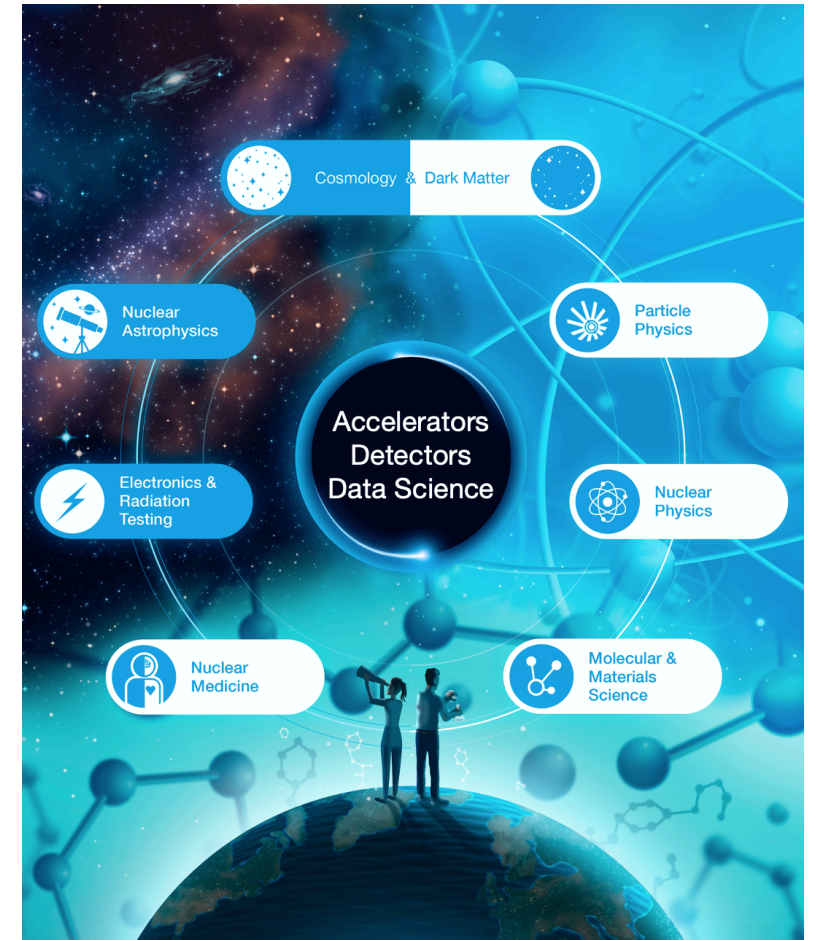 Cosmology & Dark Matter
Nuclear
Astrophysics
Particle
Physics
Accelerators
Detectors
Data Science
Electronics &
Radiation
Testing
Nuclear
Physics
Nuclear
Medicine
Molecular &
Materials
Science